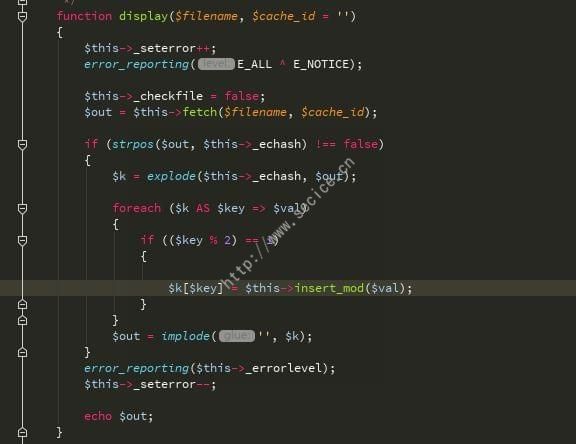 */
function display($filename, $cache_id = '')
{
$this->_seterror++;
error_reporting( level: E_ALL ^ E_NOTICE);
$this->_checkfile = false;
$out = $this->fetch($filename, $cache_id);
if (strpos($out, $this->_echash) !== false)
{
$k = explode($this->_echash, $out);
foreach ($k AS $key => $val)
{
if (($key % 2) == 1)
{
$k[$key] = $this->insert_mod($val);
}
}
$out = implode( glue: '', $k);
}
error_reporting($this->_errorlevel);
$this->_seterror--;
echo $out;
}
http://www.secice.cn